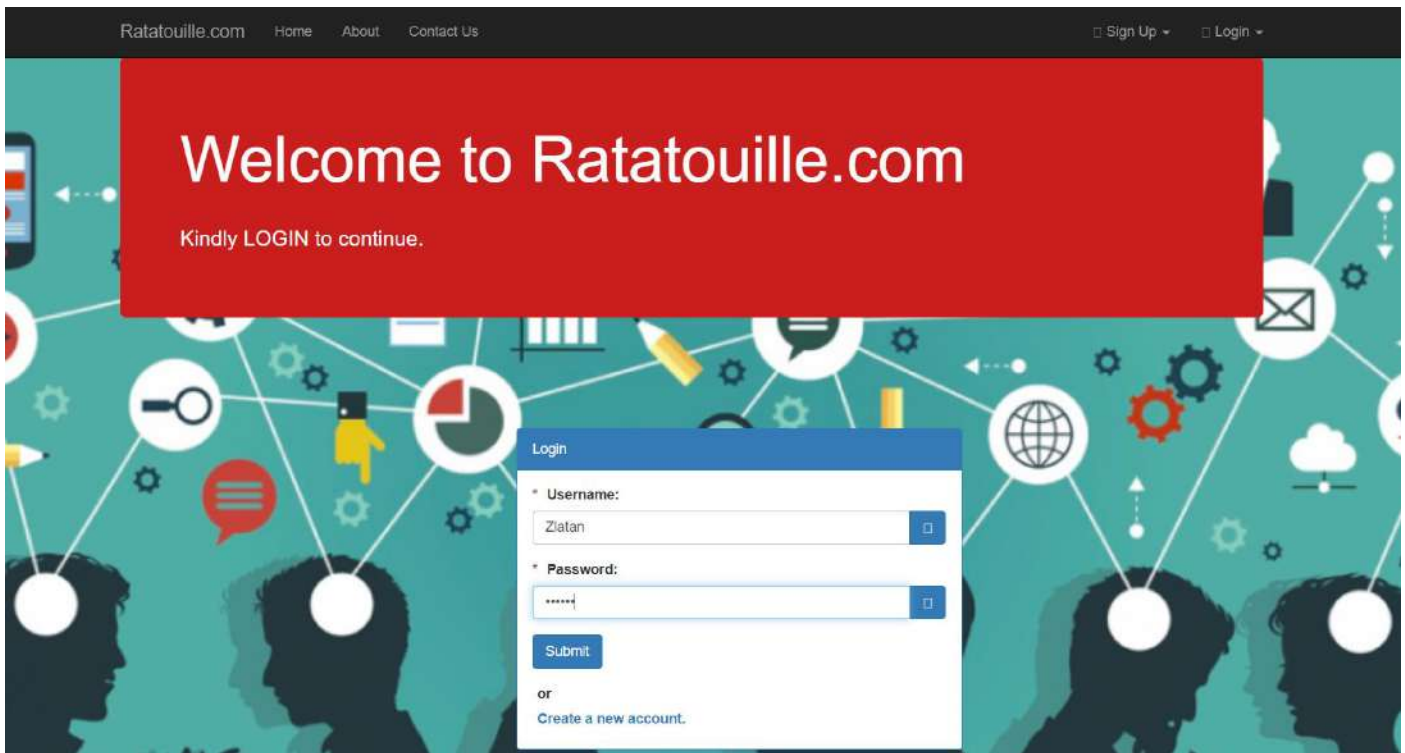 Ratatouille.com Home About Contact Us Sign Up Login
Welcome to Ratatouille.com
Kindly LOGIN to continue.
Login
* Username:
Zlatan
* Password:
••••••
Submit
or
Create a new account.